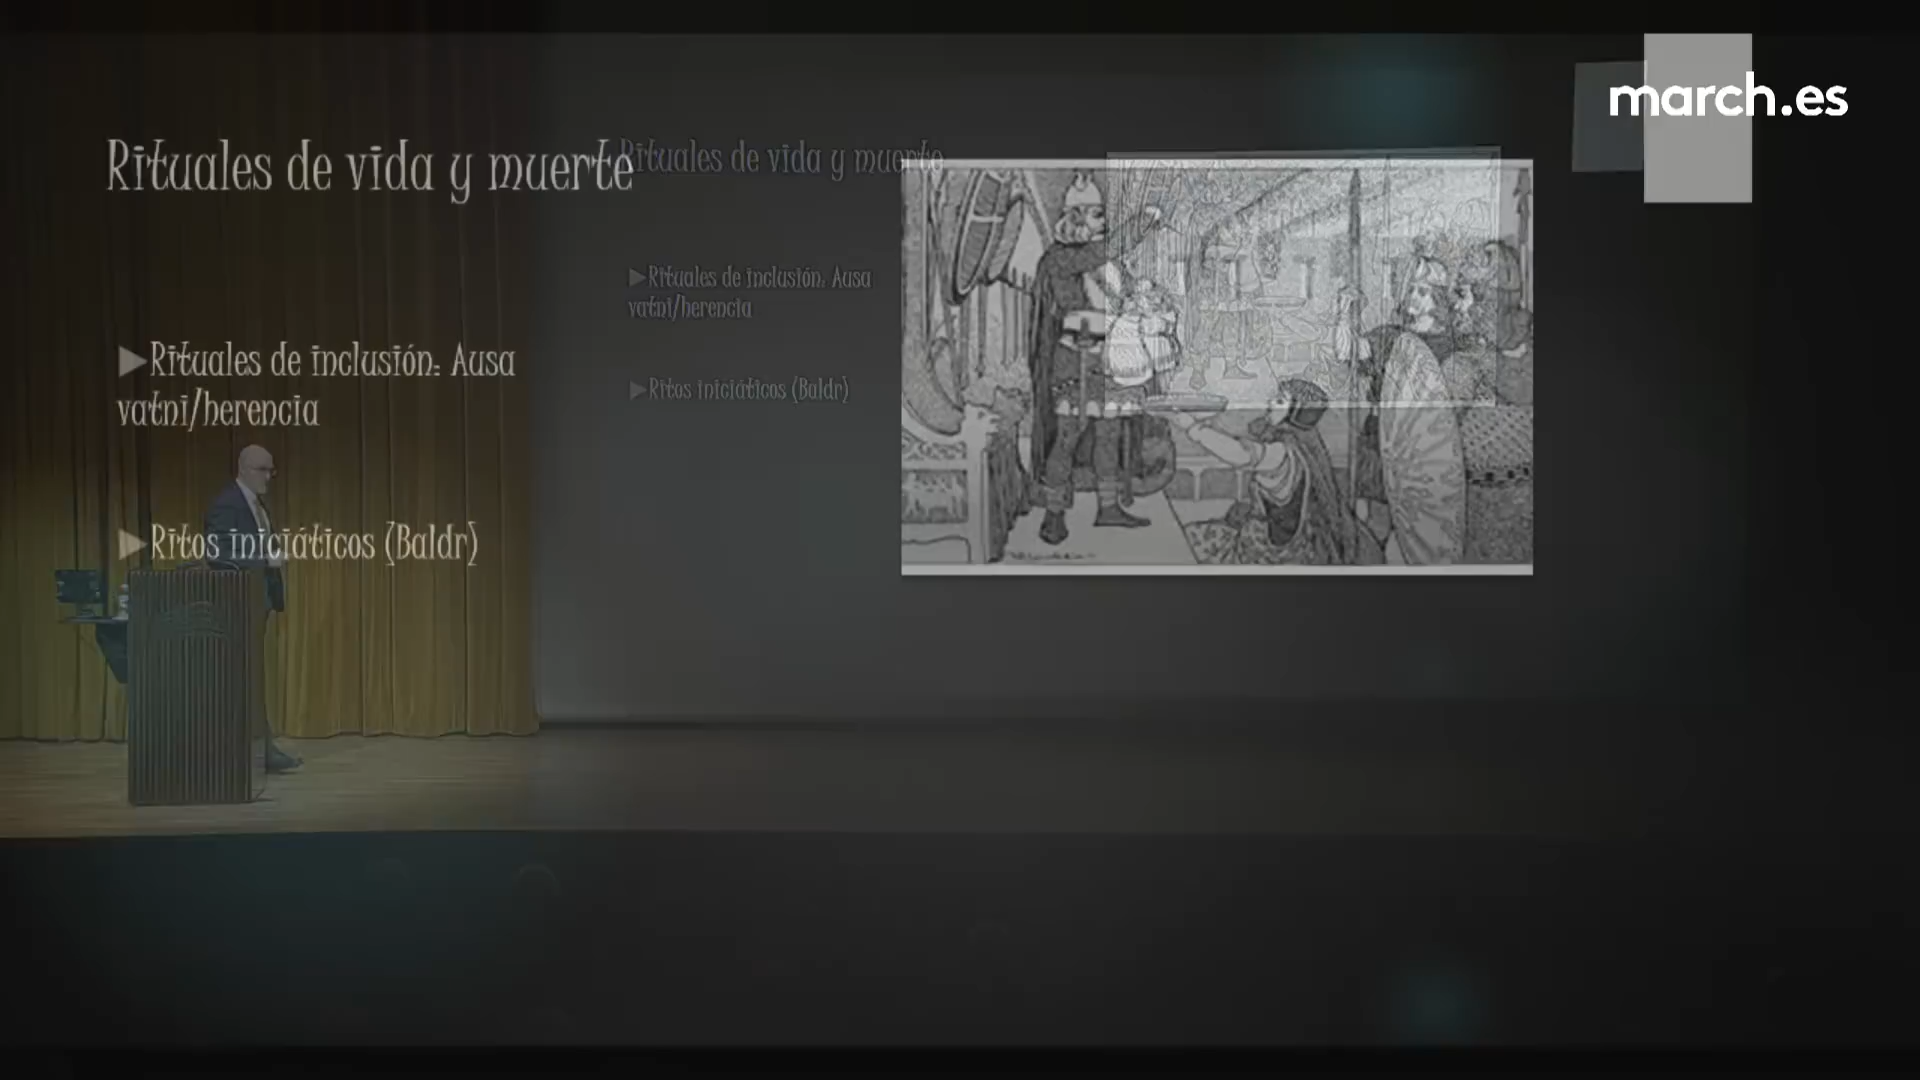 march.es
Rituales de vida y muerte
Rituales de vida y muerte
▶Rituales de inclusión: Ausa
vatni/herencia
▶Ritos iniciáticos (Baldr)
▶Rituales de inclusión: Ausa
vatni/herencia
▶Ritos iniciáticos (Baldr)